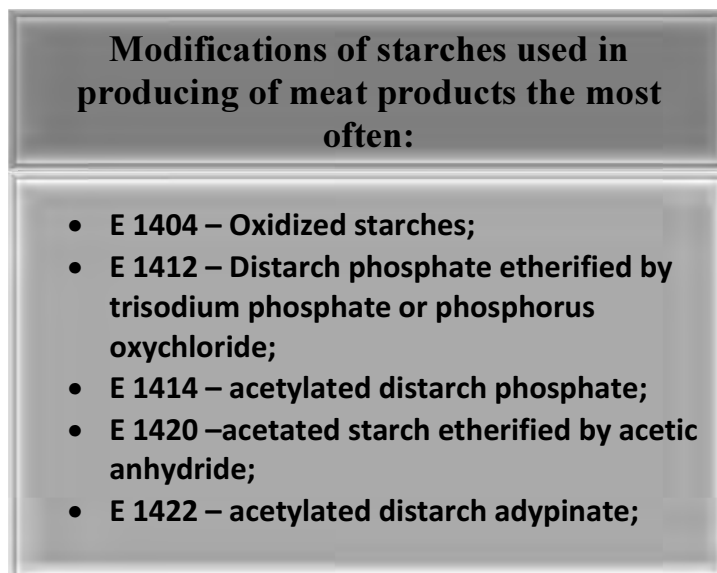 Modifications of starches used in
producing of meat products the most
often:
• E 1404 – Oxidized starches;
• E 1412 – Distarch phosphate etherified by
trisodium phosphate or phosphorus
oxychloride;
• E 1414 – acetylated distarch phosphate;
• E 1420 –acetated starch etherified by acetic
anhydride;
• E 1422 – acetylated distarch adypinate;